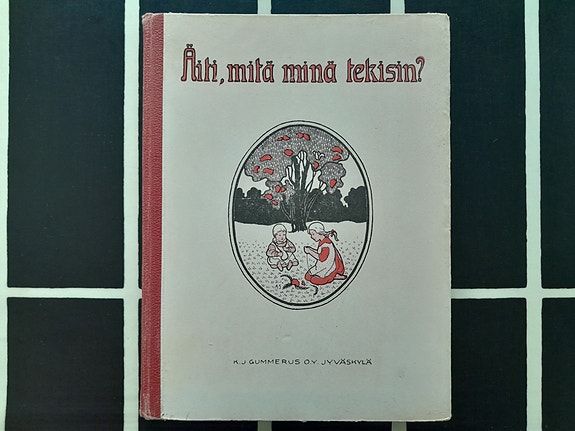 Äiti, mitä minä tekisin?
K.J GUMMERUS O.Y. JYVÄSKYLÄ